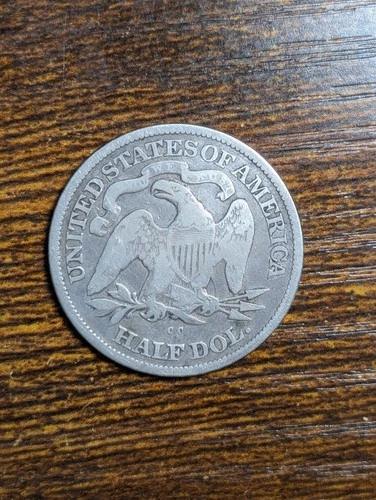 UNITED STATES OF AMERICA
CC
HALF DOL.